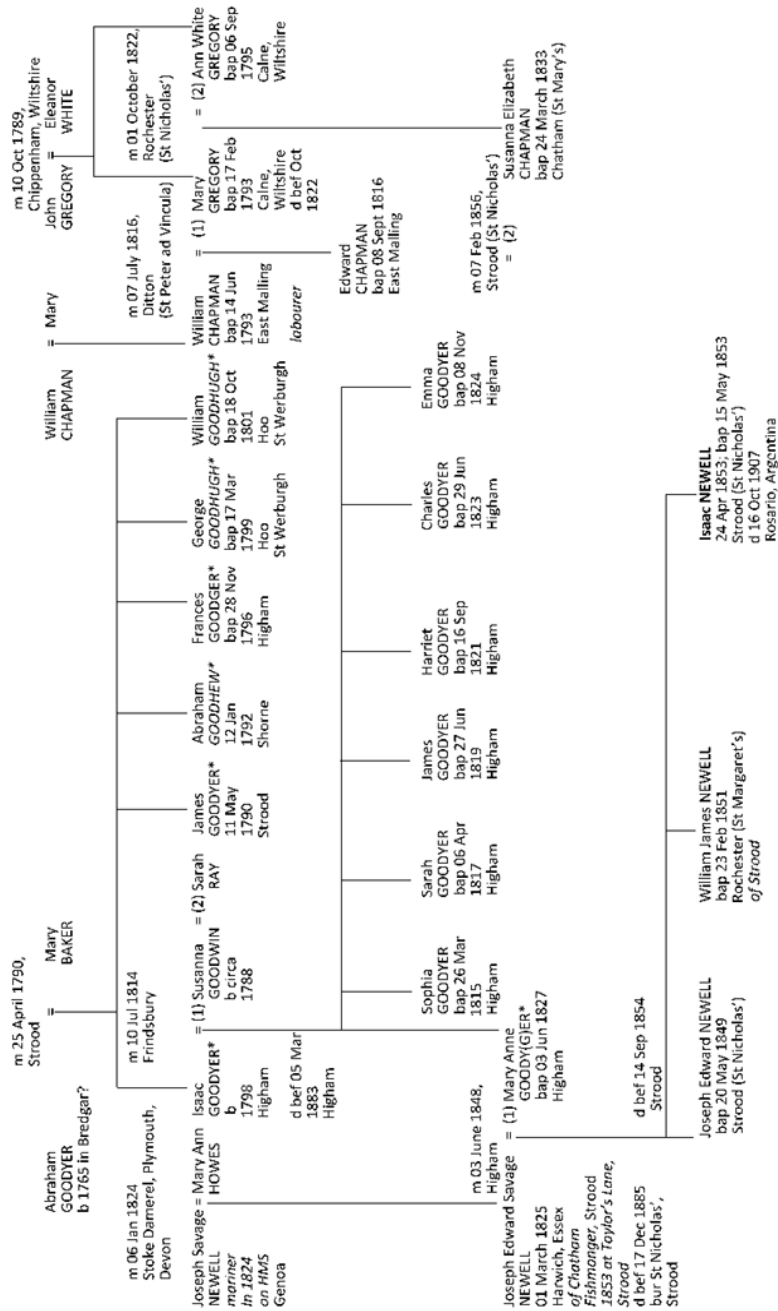 m 25 April 1790,
Strood
Abraham
GOODYER
b 1765 in Bredgar?
=
Mary
BAKER
William
CHAPMAN
= Mary
m 10 Oct 1789,
Chippenham, Wiltshire
John
GREGORY
=
Eleanor
WHITE
m 06 Jan 1824
Stoke Damerel, Plymouth,
Devon
m 10 Jul 1814
Frindsbury
m 07 July 1816,
Ditton
(St Peter ad Vincula)
m 01 October 1822,
Rochester
(St Nicholas')
Joseph Savage
NEWELL
mariner
In 1824
on HMS
Genoa
= Mary Ann
HOWES
Isaac
GOODYER*
b
1798
Higham
d bef 05 Mar
1883
Higham
= (1) Susanna
GOODWIN
b circa
1788
= (2) Sarah
RAY
James
GOODYER*
11 May
1790
Strood
Abraham
GOODHEW*
12 Jan
1792
Shorne
Frances
GOODGER*
bap 28 Nov
1796
Higham
George
GOODHUGH*
bap 17 Mar
1799
Hoo
St Werburgh
William
GOODHUGH*
bap 18 Oct
1801
Hoo
St Werburgh
William
CHAPMAN
bap 14 Jun
1793
East Malling
labourer
= (1) Mary
GREGORY
bap 17 Feb
1793
Calne,
Wiltshire
d bef Oct
1822
= (2) Ann White
GREGORY
bap 06 Sep
1795
Calne,
Wiltshire
Edward
CHAPMAN
bap 08 Sept 1816
East Malling
Sophia
GOODYER
bap 26 Mar
1815
Higham
Sarah
GOODYER
bap 06 Apr
1817
Higham
James
GOODYER
bap 27 Jun
1819
Higham
Harriet
GOODYER
bap 16 Sep
1821
Higham
Charles
GOODYER
bap 29 Jun
1823
Higham
Emma
GOODYER
bap 08 Nov
1824
Higham
m 03 June 1848,
Higham
m 07 Feb 1856,
Strood (St Nicholas')
= (2)
Joseph Edward Savage
NEWELL
01 March 1825
Harwich, Essex
of Chatham
Fishmonger, Strood
1853 at Taylor's Lane,
Strood
d bef 17 Dec 1885
bur St Nicholas',
Strood
= (1) Mary Anne
GOODY(G)ER*
bap 03 Jun 1827
Higham
d bef 14 Sep 1854
Strood
Susanna Elizabeth
CHAPMAN
bap 24 March 1833
Chatham (St Mary's)
Joseph Edward NEWELL
bap 20 May 1849
Strood (St Nicholas')
William James NEWELL
bap 23 Feb 1851
Rochester (St Margaret's)
of Strood
Isaac NEWELL
24 Apr 1853; bap 15 May 1853
Strood (St Nicholas')
d 16 Oct 1907
Rosario, Argentina